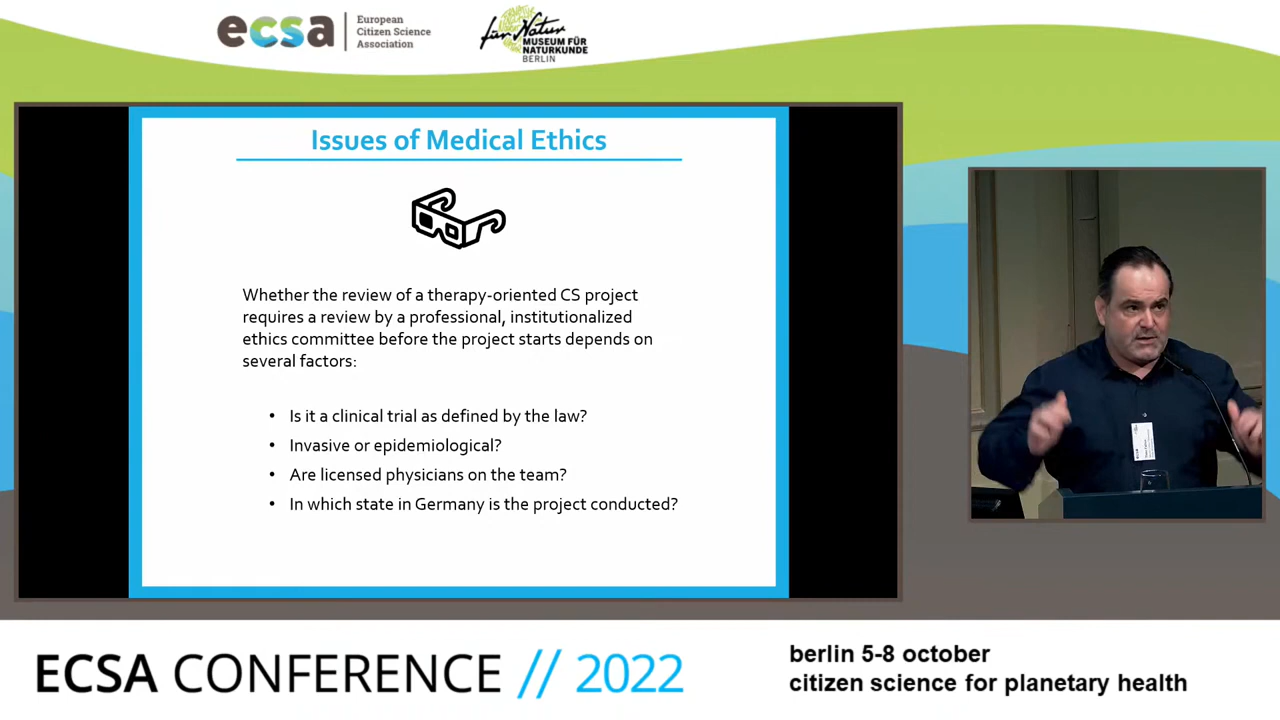 ecsa
European
Citizen Science
Association
für Natur
MUSEUM FÜR
NATURKUNDE
BERLIN
Issues of Medical Ethics
Whether the review of a therapy-oriented CS project
requires a review by a professional, institutionalized
ethics committee before the project starts depends on
several factors:
• Is it a clinical trial as defined by the law?
• Invasive or epidemiological?
• Are licensed physicians on the team?
• In which state in Germany is the project conducted?
ECSA CONFERENCE // 2022
berlin 5-8 october
citizen science for planetary health